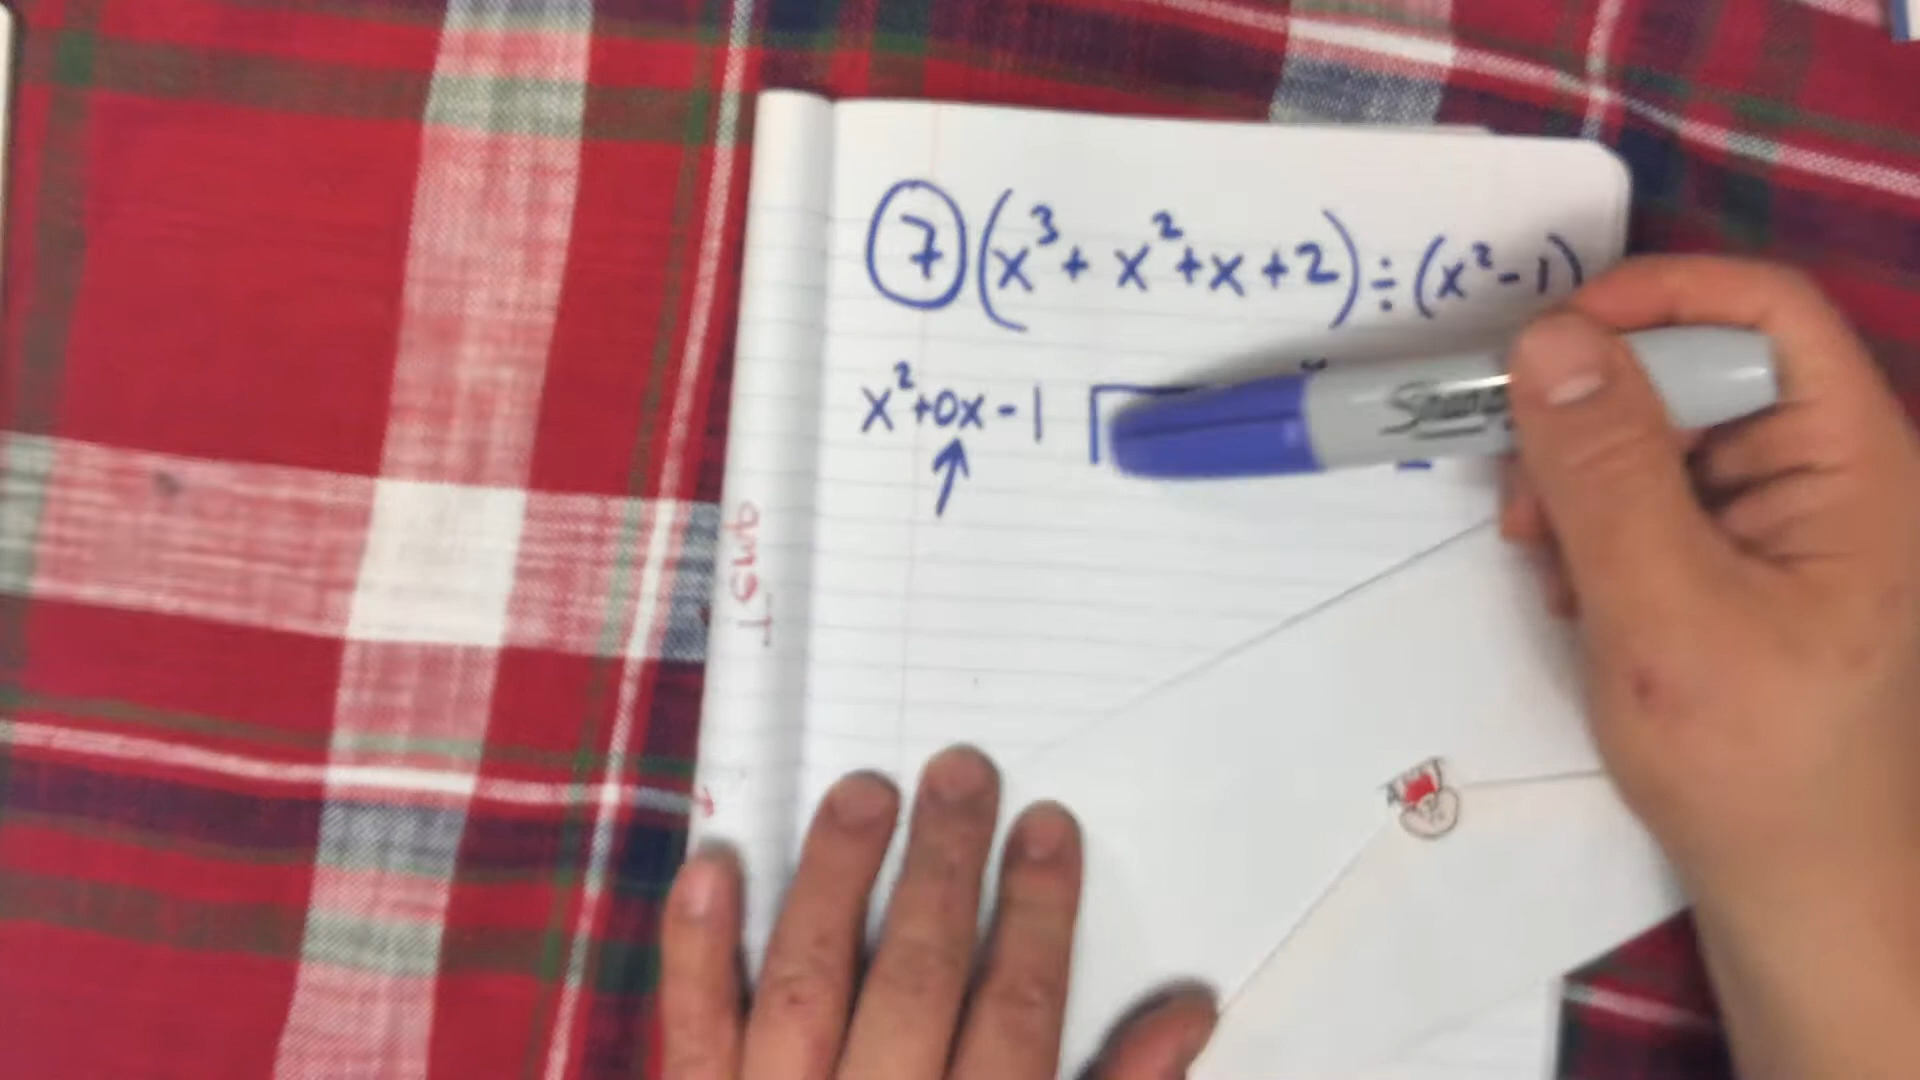 ⑦ (x³ + x² + x + 2) ÷ (x² - 1)
x² + 0x - 1